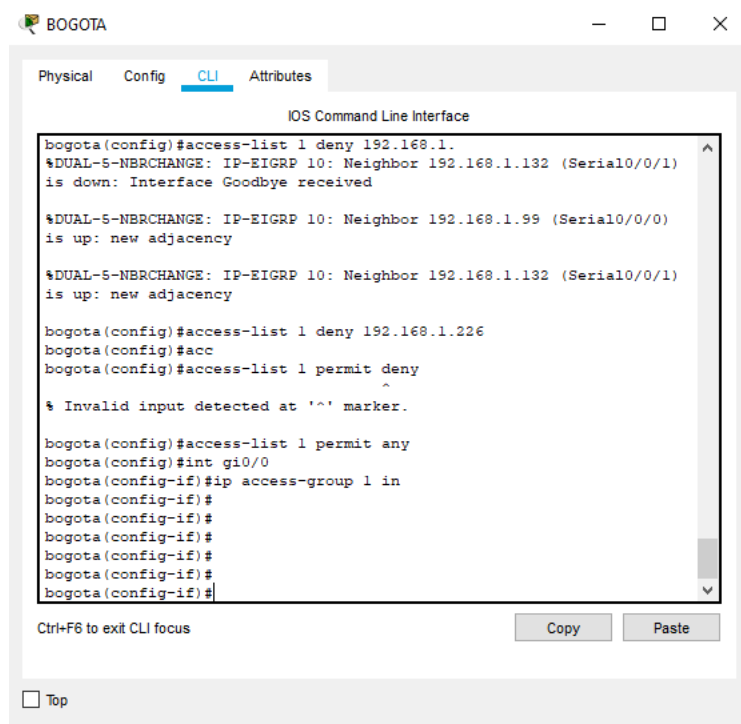 BOGOTA
Physical Config CLI Attributes
IOS Command Line Interface
bogota(config)#access-list 1 deny 192.168.1.
%DUAL-5-NBRCHANGE: IP-EIGRP 10: Neighbor 192.168.1.132 (Serial0/0/1)
is down: Interface Goodbye received
%DUAL-5-NBRCHANGE: IP-EIGRP 10: Neighbor 192.168.1.99 (Serial0/0/0)
is up: new adjacency
%DUAL-5-NBRCHANGE: IP-EIGRP 10: Neighbor 192.168.1.132 (Serial0/0/1)
is up: new adjacency
bogota(config)#access-list 1 deny 192.168.1.226
bogota(config)#acc
bogota(config)#access-list 1 permit deny
^
% Invalid input detected at '^' marker.
bogota(config)#access-list 1 permit any
bogota(config)#int gi0/0
bogota(config-if)#ip access-group 1 in
bogota(config-if)#
bogota(config-if)#
bogota(config-if)#
bogota(config-if)#
bogota(config-if)#
bogota(config-if)#
Ctrl+F6 to exit CLI focus
Copy Paste
Top